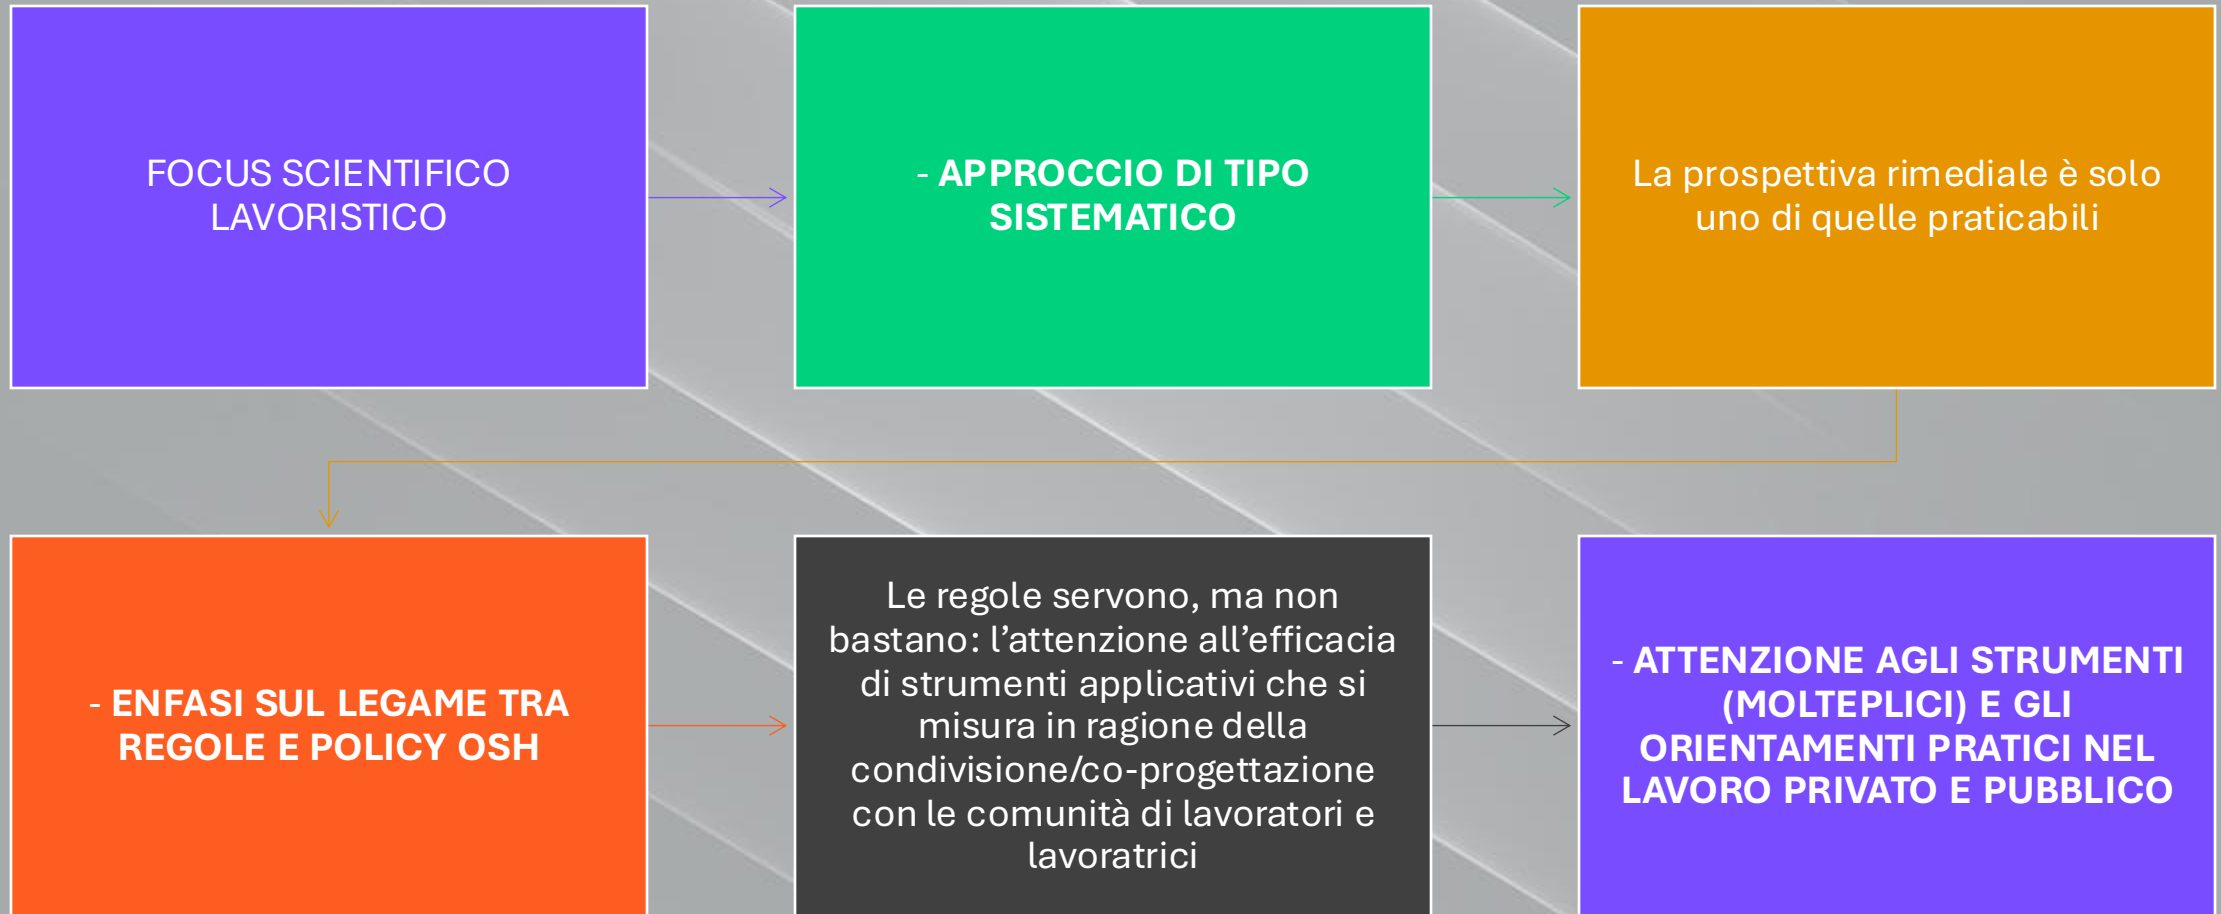 FOCUS SCIENTIFICO
LAVORISTICO
- APPROCCIO DI TIPO
SISTEMATICO
La prospettiva rimediale è solo
uno di quelle praticabili
- ENFASI SUL LEGAME TRA
REGOLE E POLICY OSH
Le regole servono, ma non
bastano: l’attenzione all’efficacia
di strumenti applicativi che si
misura in ragione della
condivisione/co-progettazione
con le comunità di lavoratori e
lavoratrici
- ATTENZIONE AGLI STRUMENTI
(MOLTEPLICI) E GLI
ORIENTAMENTI PRATICI NEL
LAVORO PRIVATO E PUBBLICO